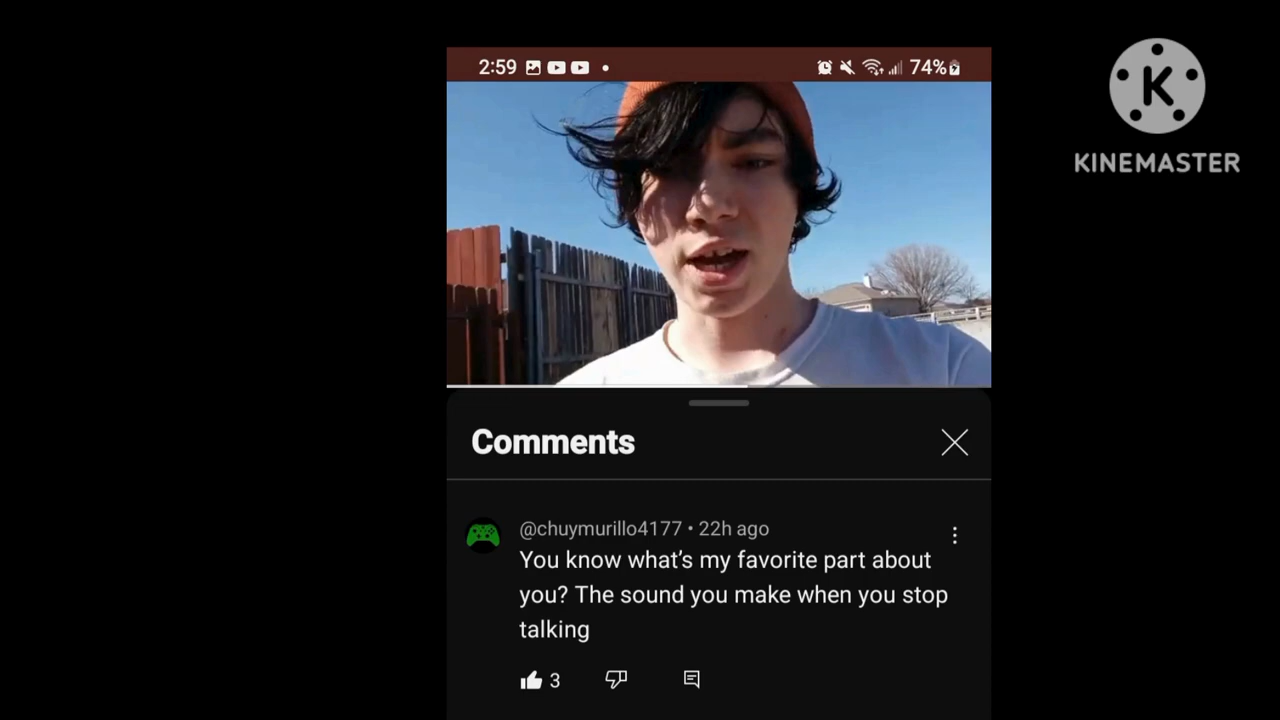 2:59
74%
K
KINEMASTER
Comments
@chuymurillo4177 • 22h ago
You know what's my favorite part about
you? The sound you make when you stop
talking
3